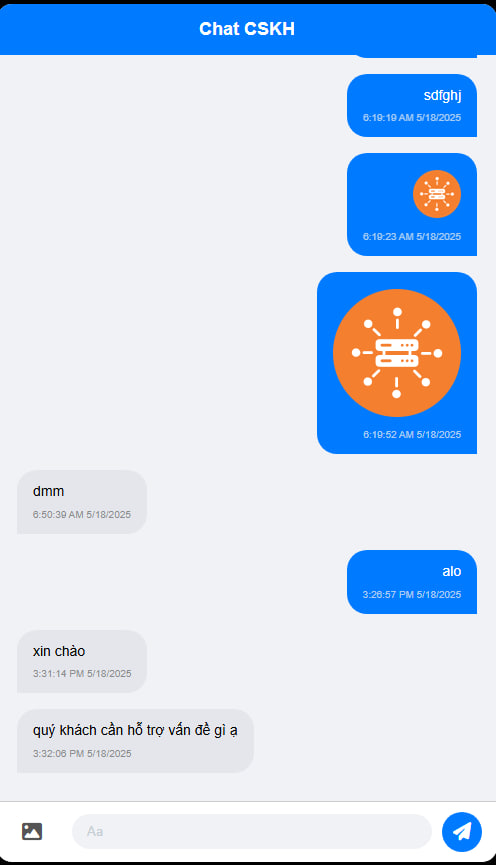 Chat CSKH
sdfghj
6:19:19 AM 5/18/2025
6:19:23 AM 5/18/2025
6:19:52 AM 5/18/2025
dmm
6:50:39 AM 5/18/2025
alo
3:26:57 PM 5/18/2025
xin chào
3:31:14 PM 5/18/2025
quý khách cần hỗ trợ vấn đề gì ạ
3:32:06 PM 5/18/2025
Aa